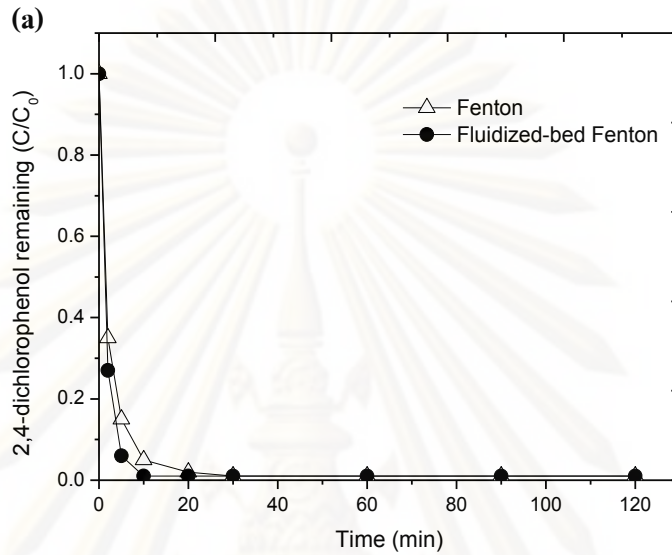 (a)
1.0
0.8
0.6
0.4
0.2
0.0
2,4-dichlorophenol remaining (C/C₀)
Fenton
Fluidized-bed Fenton
0 20 40 60 80 100 120
Time (min)